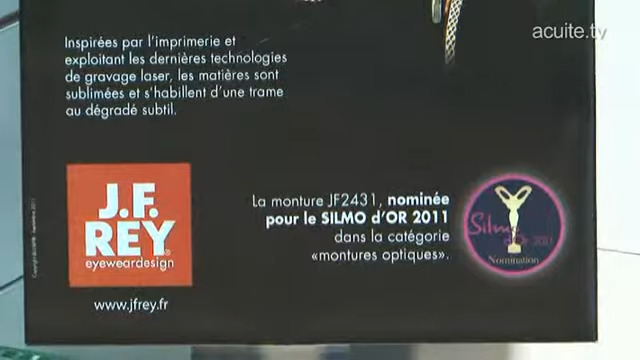 acuite.tv
Inspirées par l'imprimerie et
exploitant les dernières technologies
de gravage laser, les matières sont
sublimées et s'habillent d'une trame
au dégradé subtil.
J.F.
REY®
eyeweardesign
www.jfrey.fr
La monture JF2431, nominée
pour le SILMO d'OR 2011
dans la catégorie
«montures optiques».
Silmo
d'Or 2011
Nomination